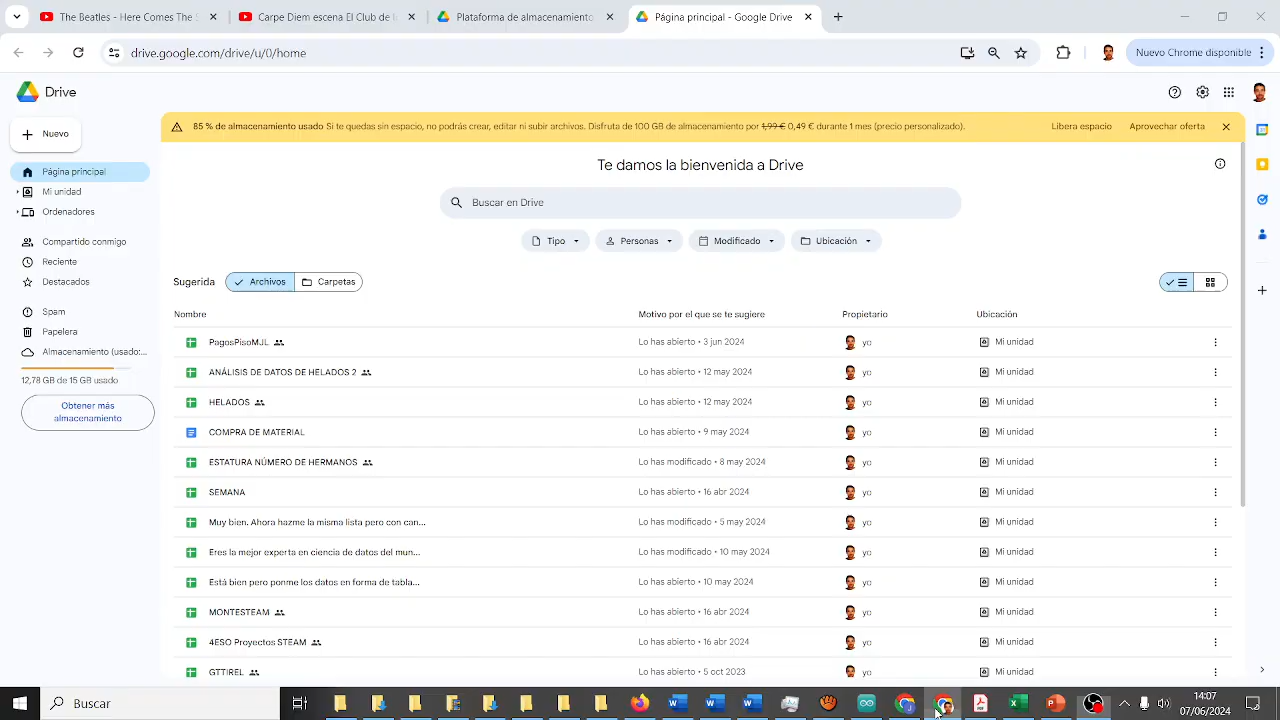 The Beatles - Here Comes The S
Carpe Diem escena El Club de l
Plataforma de almacenamiento
Página principal - Google Drive
drive.google.com/drive/u/0/home
Nuevo Chrome disponible
Drive
Nuevo
Página principal
Mi unidad
Ordenadores
Compartido conmigo
Reciente
Destacados
Spam
Papelera
Almacenamiento (usado:...
12,78 GB de 15 GB usado
Obtener más
almacenamiento
85 % de almacenamiento usado Si te quedas sin espacio, no podrás crear, editar ni subir archivos. Disfruta de 100 GB de almacenamiento por 1,99 € 0,49 € durante 1 mes (precio personalizado).
Libera espacio
Aprovechar oferta
Te damos la bienvenida a Drive
Buscar en Drive
Tipo
Personas
Modificado
Ubicación
Sugerida
Archivos
Carpetas
Nombre Motivo por el que se te sugiere Propietario Ubicación
PagosPisoMJL Lo has abierto • 3 jun 2024 yo Mi unidad
ANÁLISIS DE DATOS DE HELADOS 2 Lo has abierto • 12 may 2024 yo Mi unidad
HELADOS Lo has abierto • 12 may 2024 yo Mi unidad
COMPRA DE MATERIAL Lo has abierto • 9 may 2024 yo Mi unidad
ESTATURA NÚMERO DE HERMANOS Lo has modificado • 8 may 2024 yo Mi unidad
SEMANA Lo has abierto • 16 abr 2024 yo Mi unidad
Muy bien. Ahora hazme la misma lista pero con can... Lo has modificado • 5 may 2024 yo Mi unidad
Eres la mejor experta en ciencia de datos del mun... Lo has modificado • 10 may 2024 yo Mi unidad
Está bien pero ponme los datos en forma de tabla... Lo has abierto • 10 may 2024 yo Mi unidad
MONTESTEAM Lo has abierto • 16 abr 2024 yo Mi unidad
4ESO Proyectos STEAM Lo has abierto • 16 abr 2024 yo Mi unidad
GTTIREL Lo has abierto • 5 oct 2023 yo Mi unidad
Buscar
14:07
07/06/2024